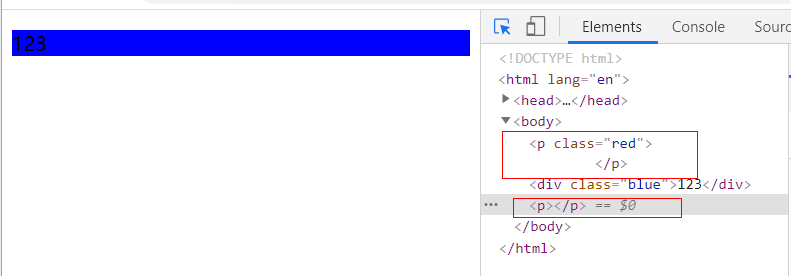 123
Elements Console Sourc
<!DOCTYPE html>
<html lang="en">
<head>…</head>
<body>
<p class="red">
</p>
<div class="blue">123</div>
<p></p> == $0
</body>
</html>